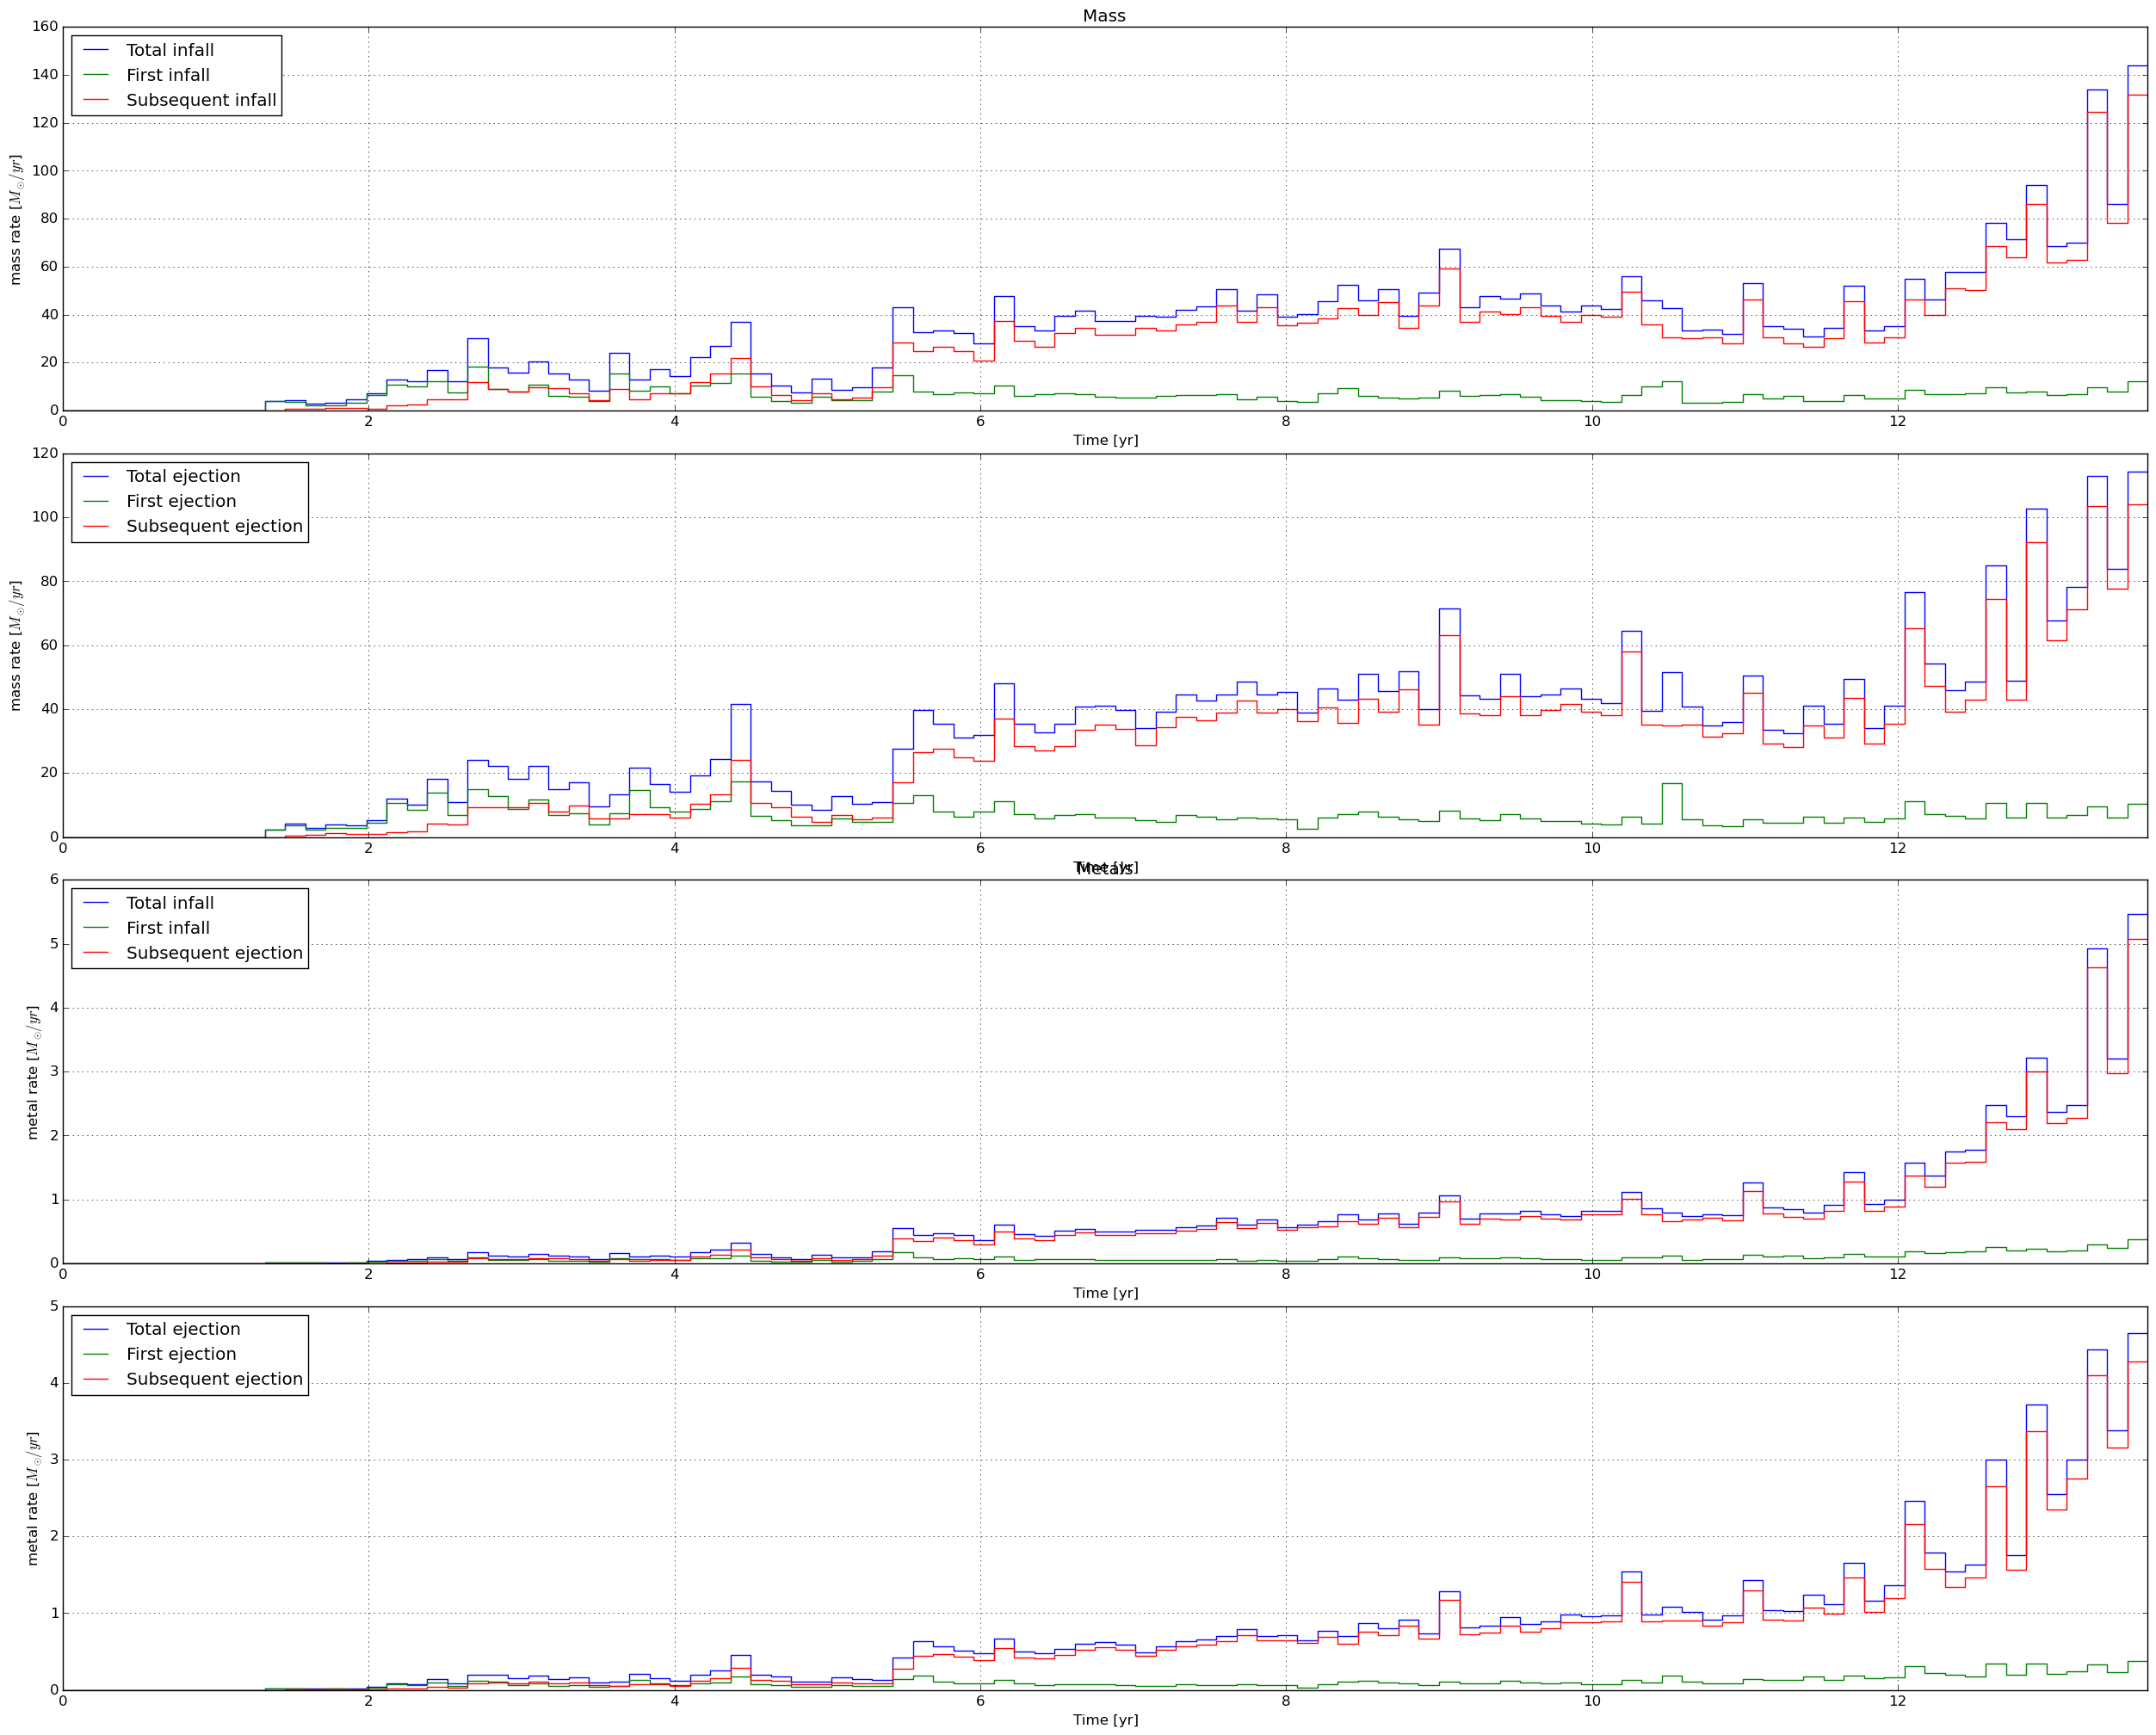 Mass
160
140
120
100
80
60
40
20
0
mass rate [M☉/yr]
Total infall
First infall
Subsequent infall
0 2 4 6 8 10 12
Time [yr]
120
100
80
60
40
20
0
mass rate [M☉/yr]
Total ejection
First ejection
Subsequent ejection
0 2 4 6 8 10 12
Time [yr]
Metals
6
5
4
3
2
1
0
metal rate [M☉/yr]
Total infall
First infall
Subsequent ejection
0 2 4 6 8 10 12
Time [yr]
5
4
3
2
1
0
metal rate [M☉/yr]
Total ejection
First ejection
Subsequent ejection
0 2 4 6 8 10 12
Time [yr]